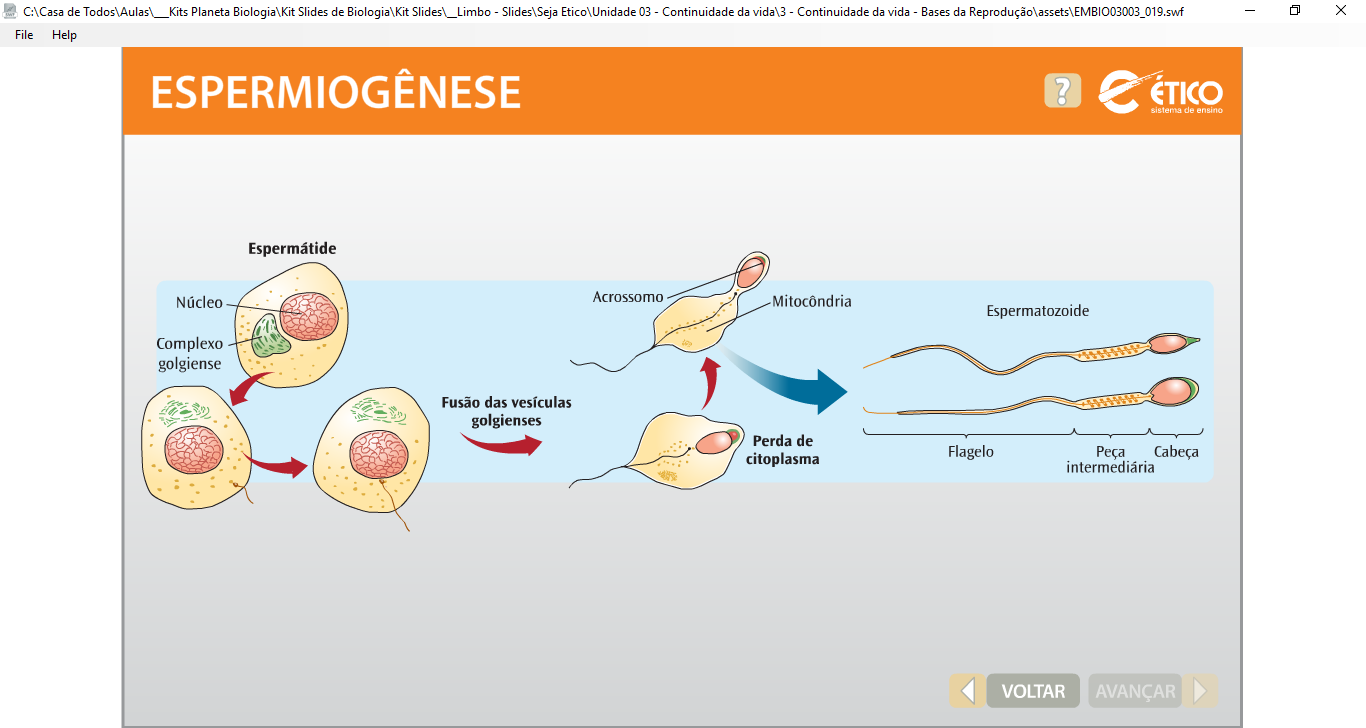 C:\Casa de Todos\Aulas\___Kits Planeta Biologia\Kit Slides de Biologia\Kit Slides\__Limbo - Slides\Seja Etico\Unidade 03 - Continuidade da vida\3 - Continuidade da vida - Bases da Reprodução\assets\EMBIO03003_019.swf
File Help
ESPERMIOGÊNESE
?
ÉTICO
sistema de ensino
Espermátide
Núcleo
Complexo
golgiense
Fusão das vesículas
golgienses
Acrossomo
Mitocôndria
Perda de
citoplasma
Espermatozoide
Flagelo
Peça
intermediária
Cabeça
VOLTAR
AVANÇAR